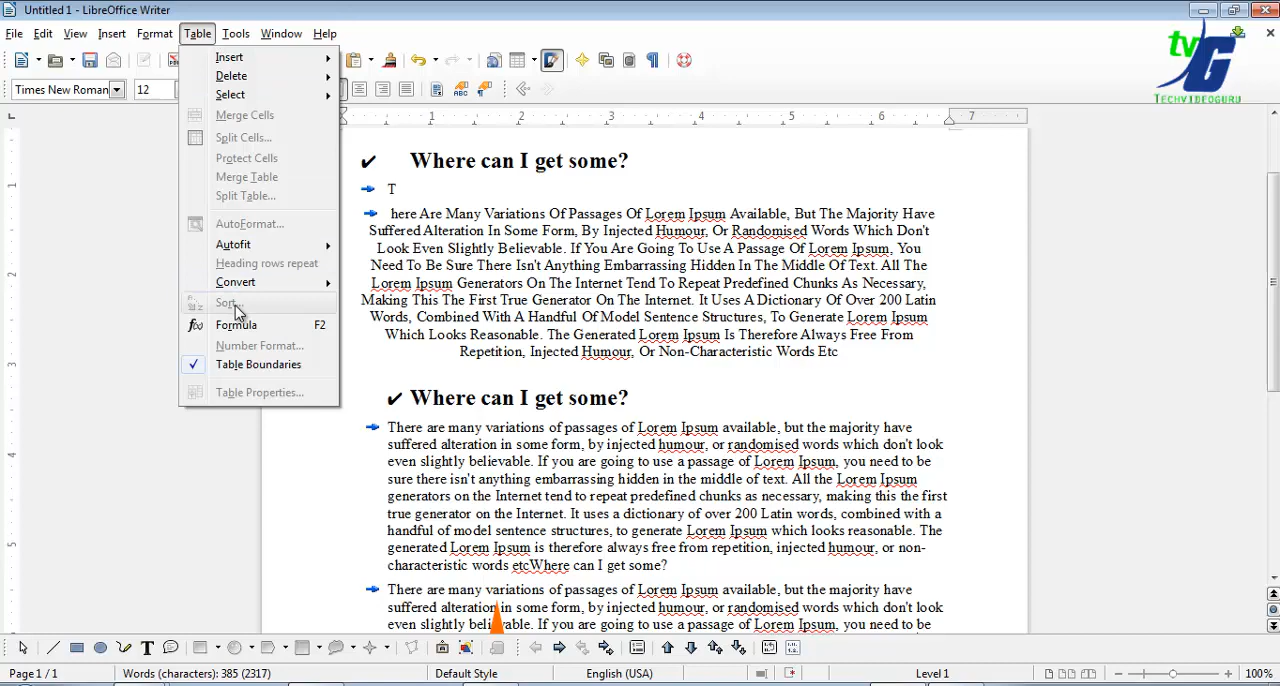 Untitled 1 - LibreOffice Writer
File Edit View Insert Format Table Tools Window Help
tvG
TECHVIDEOGURU
Times New Roman 12
Insert
Delete
Select
Merge Cells
Split Cells...
Protect Cells
Merge Table
Split Table...
AutoFormat...
Autofit
Heading rows repeat
Convert
Sort...
Formula F2
Number Format...
Table Boundaries
Table Properties...
1 2 3 4 5 6 7
1
2
3
4
5
Where can I get some?
T
here Are Many Variations Of Passages Of Lorem Ipsum Available, But The Majority Have
Suffered Alteration In Some Form, By Injected Humour, Or Randomised Words Which Don't
Look Even Slightly Believable. If You Are Going To Use A Passage Of Lorem Ipsum, You
Need To Be Sure There Isn't Anything Embarrassing Hidden In The Middle Of Text. All The
Lorem Ipsum Generators On The Internet Tend To Repeat Predefined Chunks As Necessary,
Making This The First True Generator On The Internet. It Uses A Dictionary Of Over 200 Latin
Words, Combined With A Handful Of Model Sentence Structures, To Generate Lorem Ipsum
Which Looks Reasonable. The Generated Lorem Ipsum Is Therefore Always Free From
Repetition, Injected Humour, Or Non-Characteristic Words Etc
Where can I get some?
There are many variations of passages of Lorem Ipsum available, but the majority have
suffered alteration in some form, by injected humour, or randomised words which don't look
even slightly believable. If you are going to use a passage of Lorem Ipsum, you need to be
sure there isn't anything embarrassing hidden in the middle of text. All the Lorem Ipsum
generators on the Internet tend to repeat predefined chunks as necessary, making this the first
true generator on the Internet. It uses a dictionary of over 200 Latin words, combined with a
handful of model sentence structures, to generate Lorem Ipsum which looks reasonable. The
generated Lorem Ipsum is therefore always free from repetition, injected humour, or non-
characteristic words etcWhere can I get some?
There are many variations of passages of Lorem Ipsum available, but the majority have
suffered alteration in some form, by injected humour, or randomised words which don't look
even slightly believable. If you are going to use a passage of Lorem Ipsum, you need to be
Page 1 / 1 Words (characters): 385 (2317) Default Style English (USA) Level 1 100%